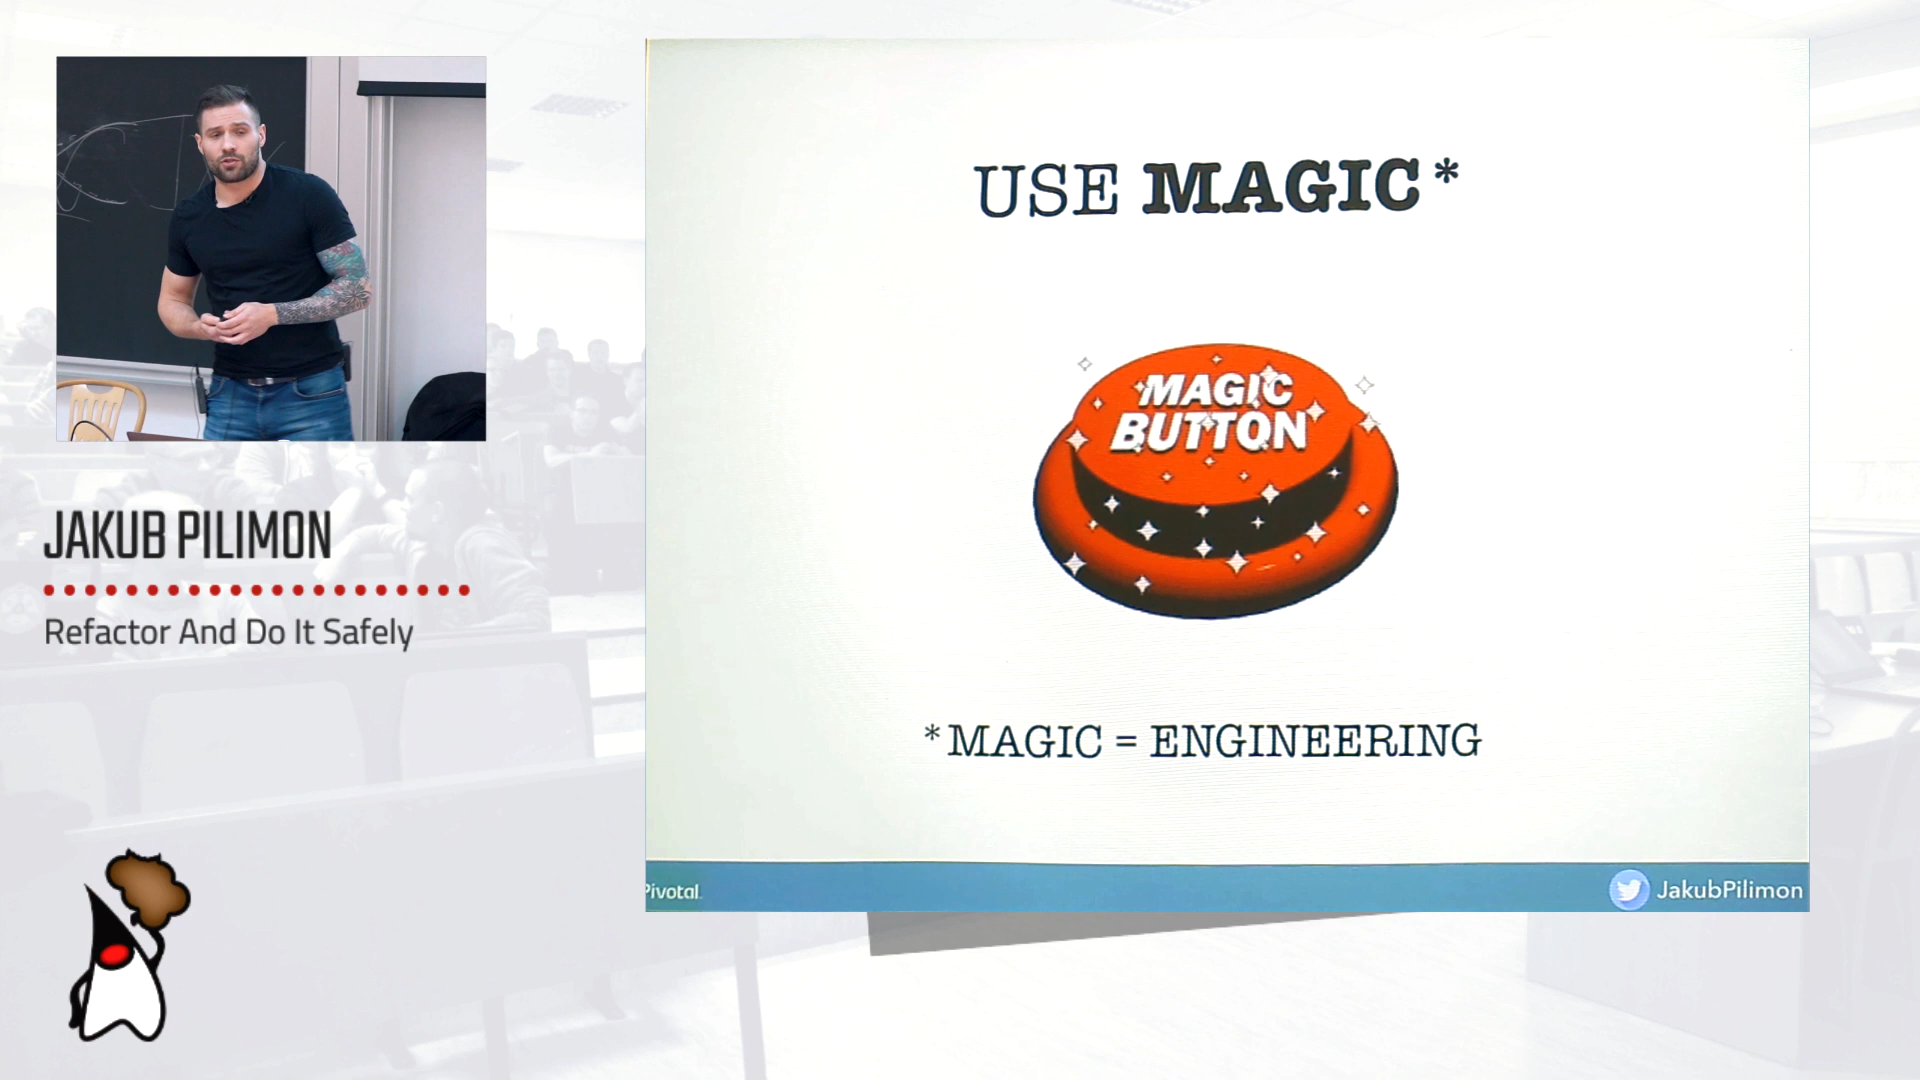 JAKUB PILIMON
Refactor And Do It Safely
USE MAGIC*
MAGIC
BUTTON
*MAGIC = ENGINEERING
Pivotal.
JakubPilimon